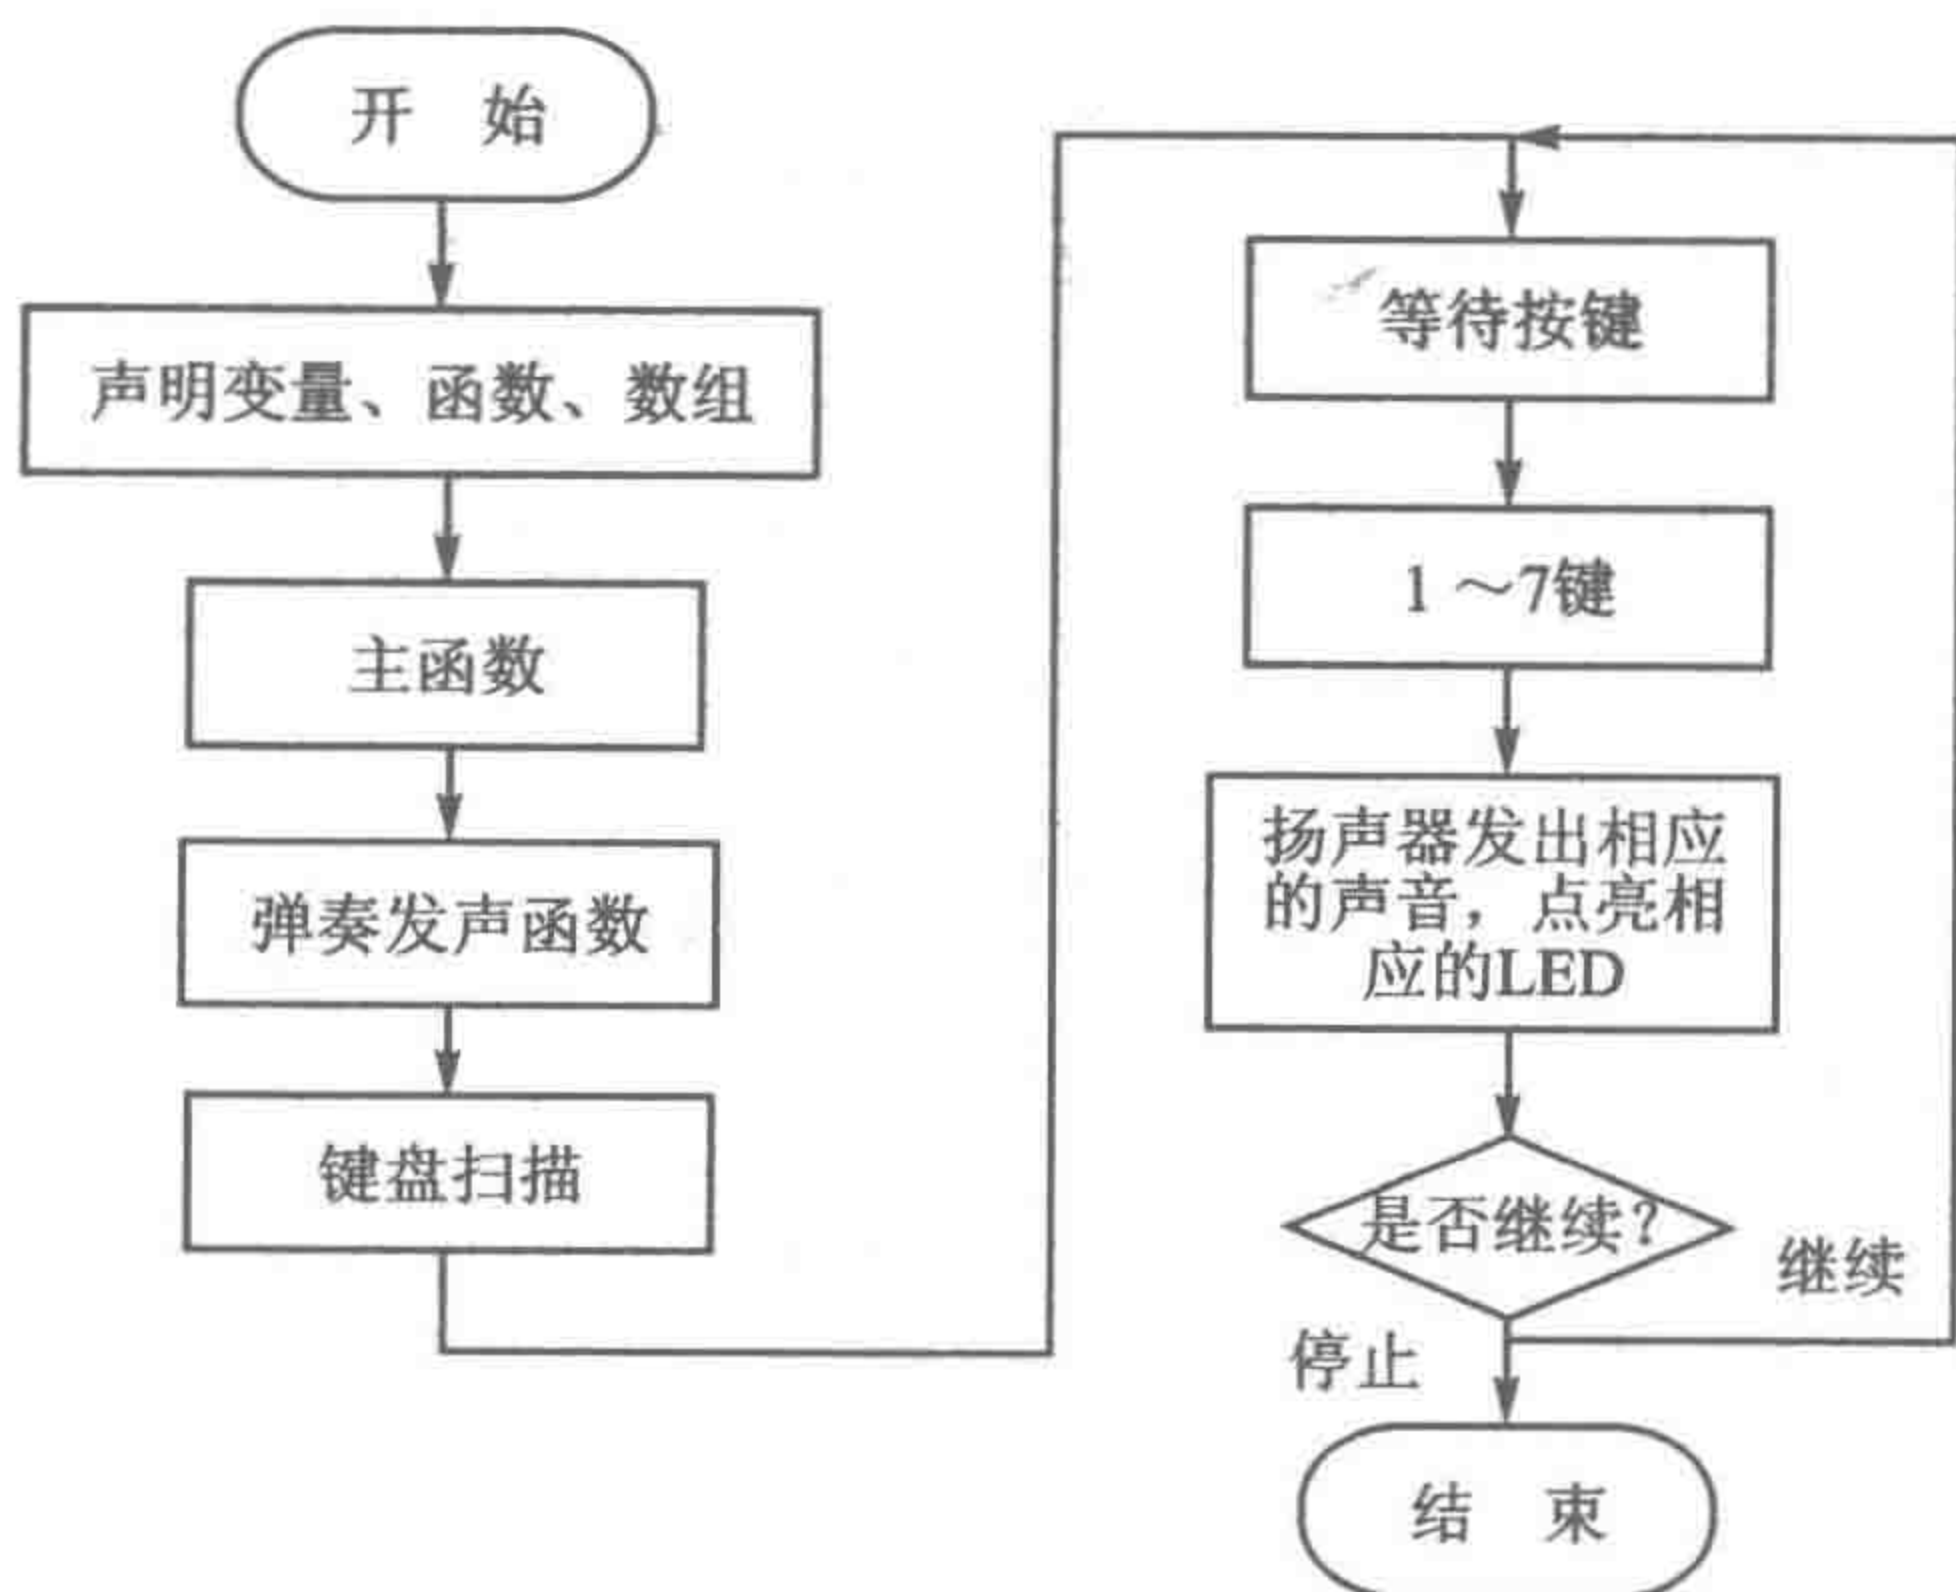 开 始
声明变量、函数、数组
主函数
弹奏发声函数
键盘扫描
等待按键
1～7键
扬声器发出相应
的声音，点亮相
应的LED
是否继续？
继续
停止
结 束